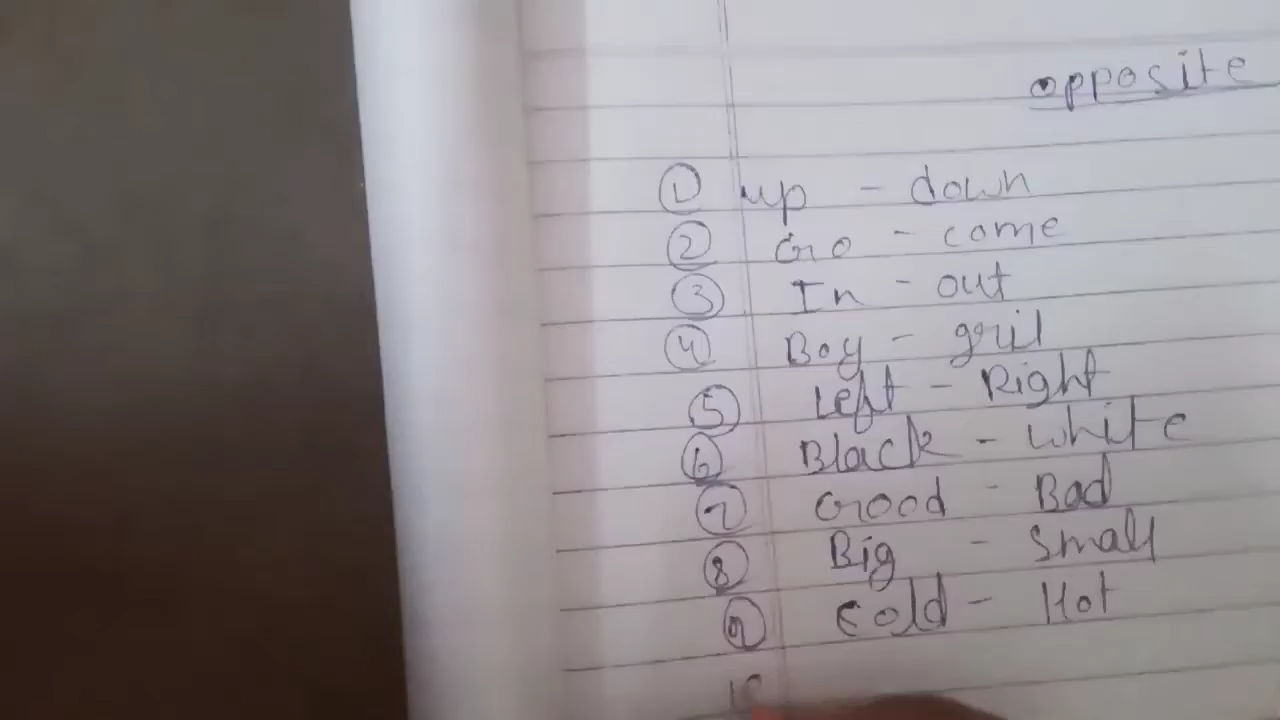 opposite
① up - down
② Go - come
③ In - out
④ Boy - gril
⑤ Left - Right
⑥ Black - white
⑦ Good - Bad
⑧ Big - Small
⑨ Cold - Hot
10